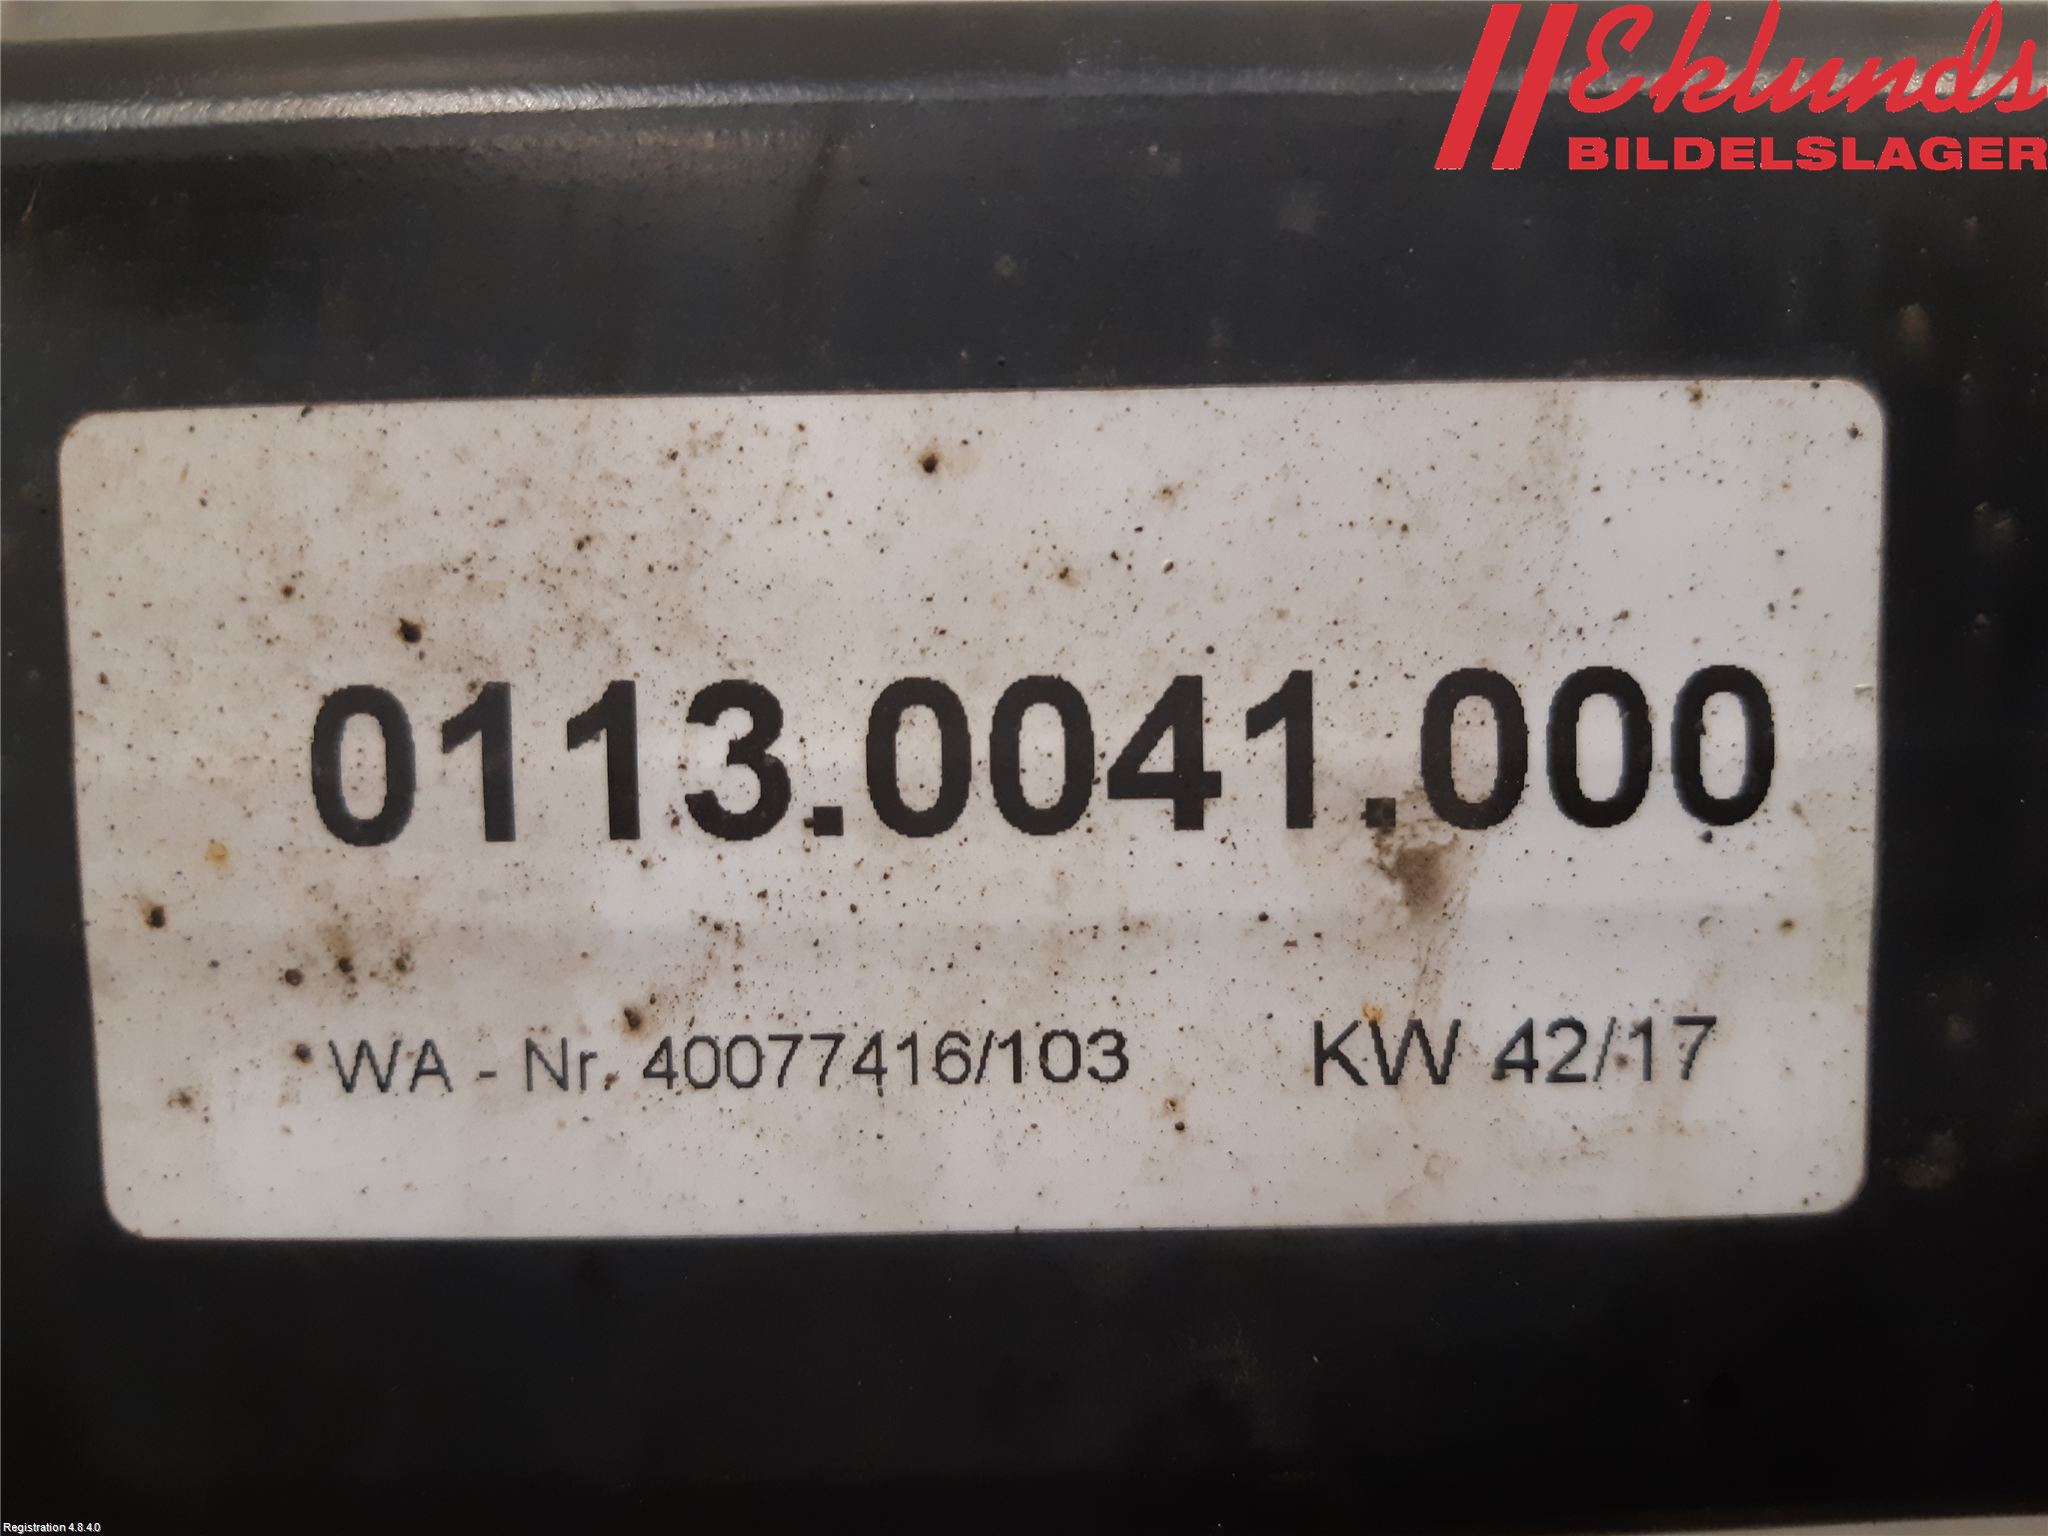 Eklunds
BILDELSLAGER
0113.0041.000
WA - Nr. 40077416/103 KW 42/17
Registration 4.8.4.0